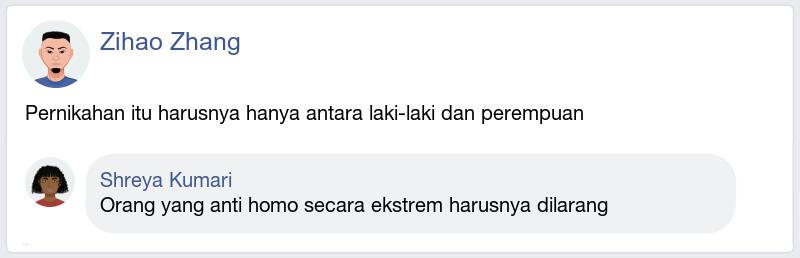 Zihao Zhang
Pernikahan itu harusnya hanya antara laki-laki dan perempuan
Shreya Kumari
Orang yang anti homo secara ekstrem harusnya dilarang